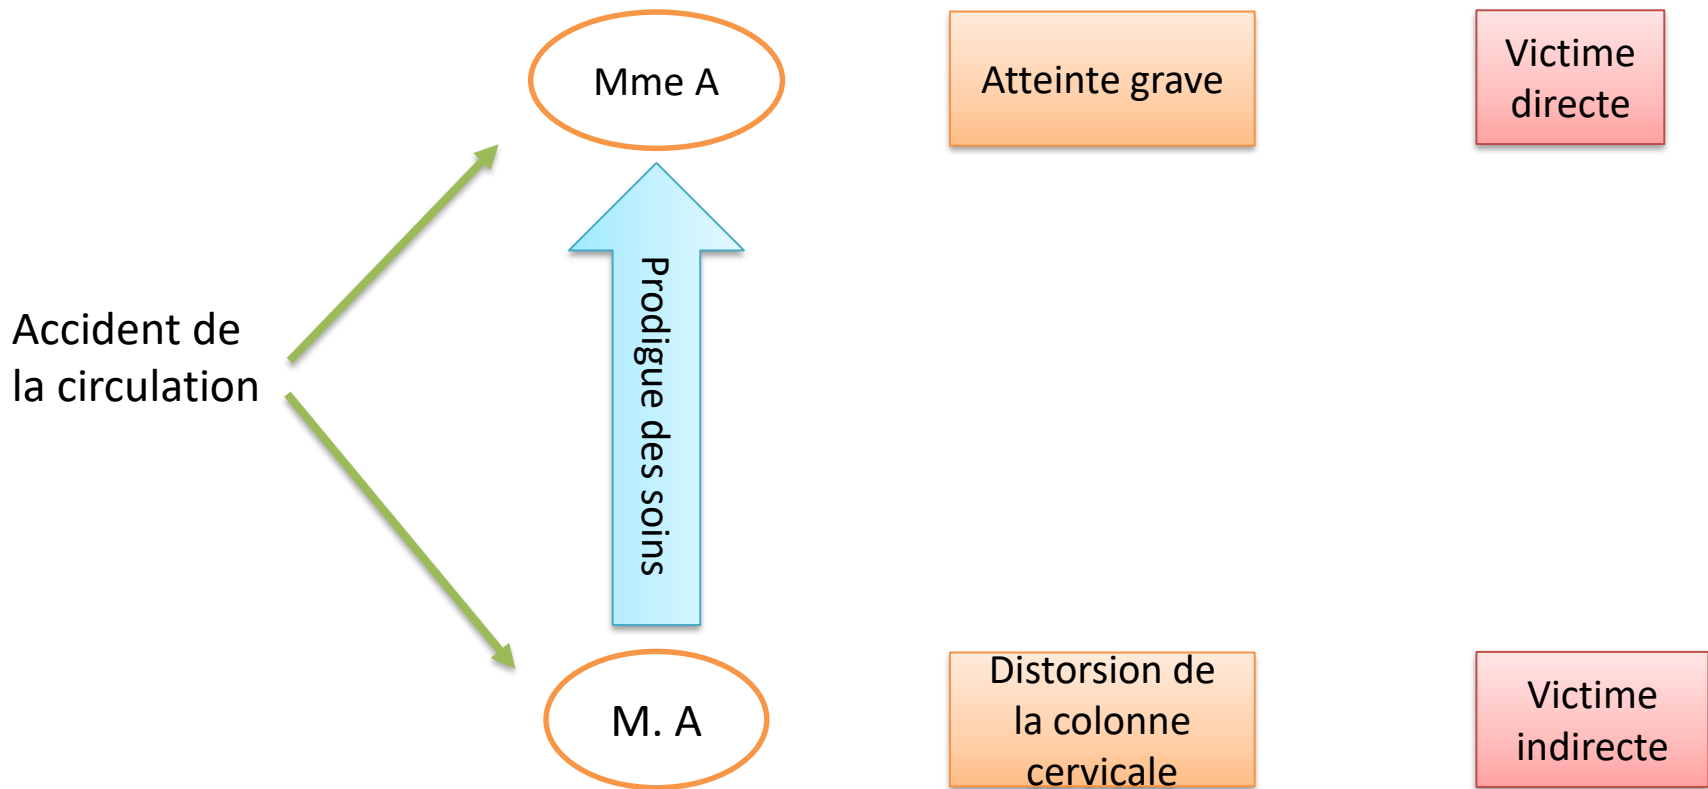 Mme A
Atteinte grave
Victime
directe
Accident de
la circulation
Prodigue des soins
M. A
Distorsion de
la colonne
cervicale
Victime
indirecte